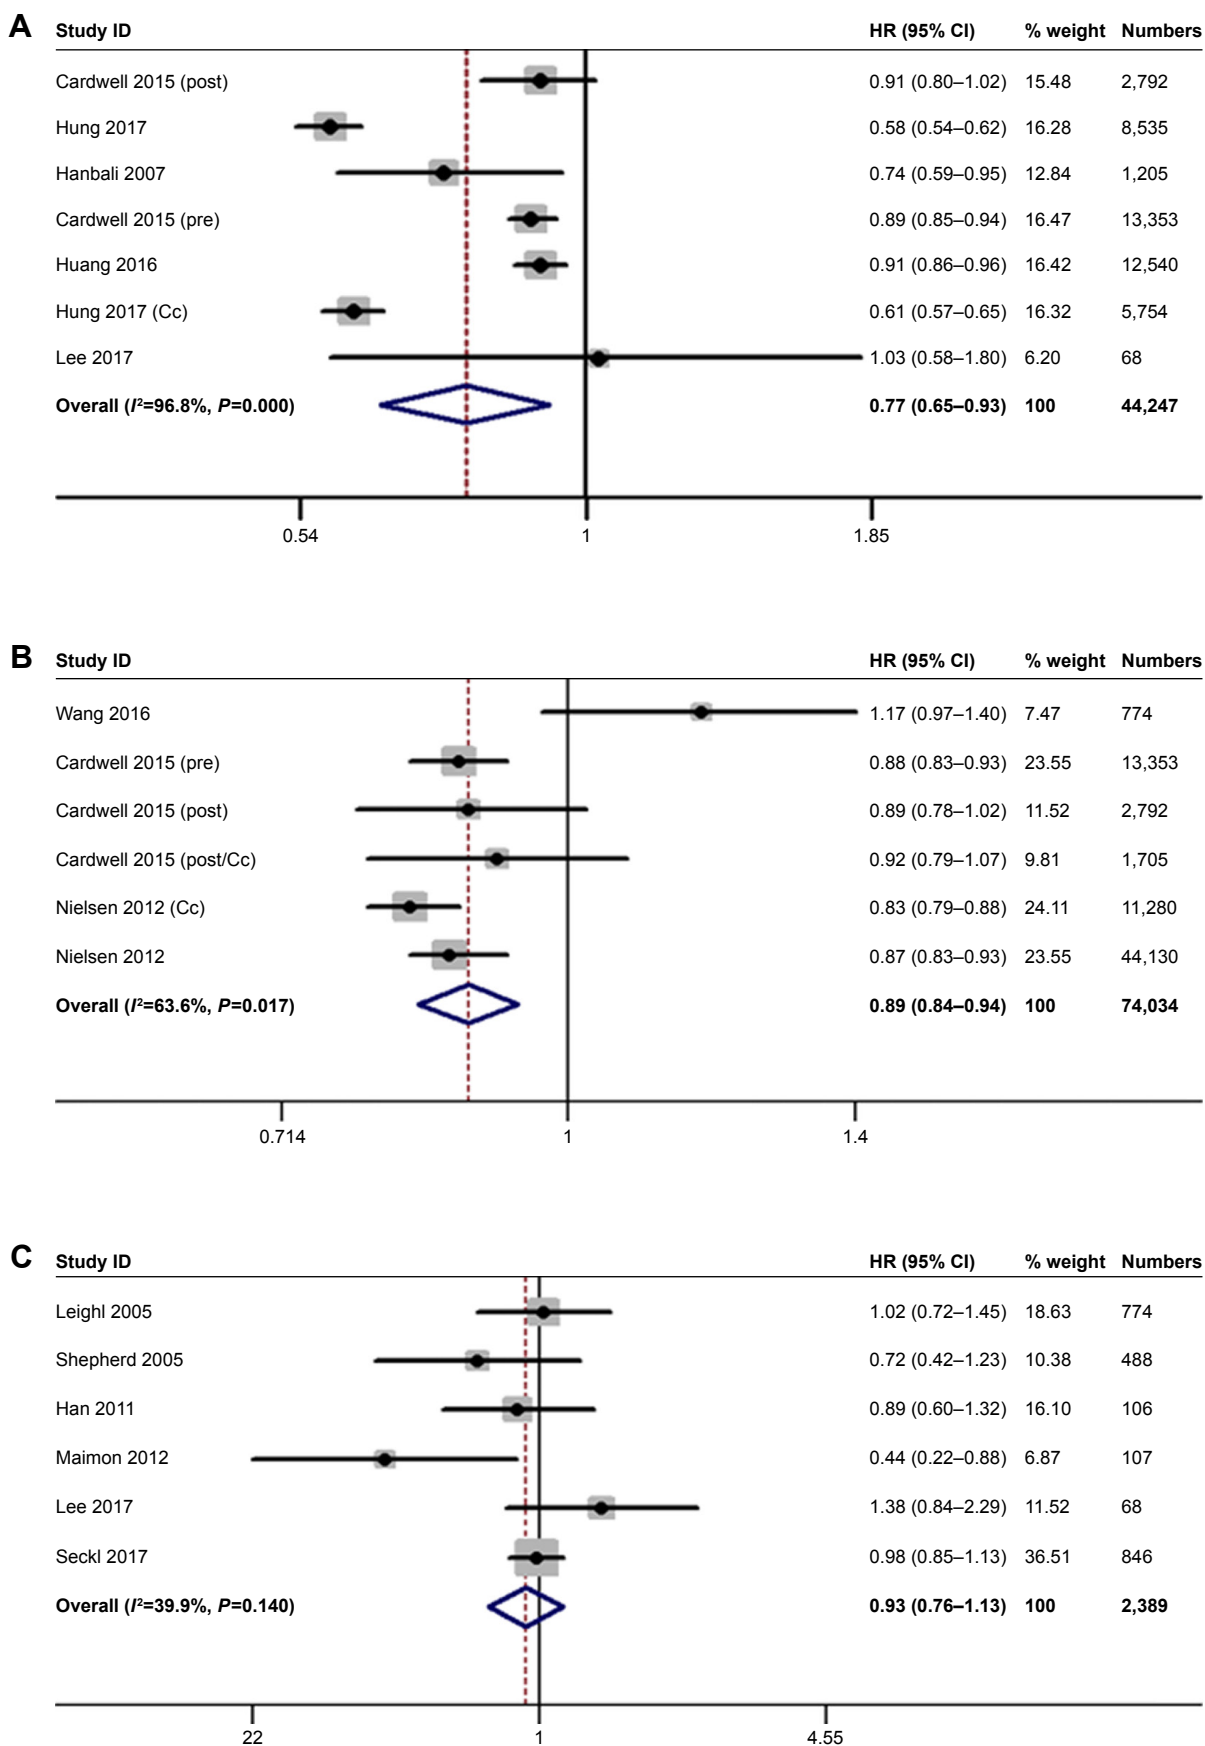 A Study ID HR (95% CI) % weight Numbers
Cardwell 2015 (post) 0.91 (0.80–1.02) 15.48 2,792
Hung 2017 0.58 (0.54–0.62) 16.28 8,535
Hanbali 2007 0.74 (0.59–0.95) 12.84 1,205
Cardwell 2015 (pre) 0.89 (0.85–0.94) 16.47 13,353
Huang 2016 0.91 (0.86–0.96) 16.42 12,540
Hung 2017 (Cc) 0.61 (0.57–0.65) 16.32 5,754
Lee 2017 1.03 (0.58–1.80) 6.20 68
Overall (I²=96.8%, P=0.000) 0.77 (0.65–0.93) 100 44,247
0.54 1 1.85
B Study ID HR (95% CI) % weight Numbers
Wang 2016 1.17 (0.97–1.40) 7.47 774
Cardwell 2015 (pre) 0.88 (0.83–0.93) 23.55 13,353
Cardwell 2015 (post) 0.89 (0.78–1.02) 11.52 2,792
Cardwell 2015 (post/Cc) 0.92 (0.79–1.07) 9.81 1,705
Nielsen 2012 (Cc) 0.83 (0.79–0.88) 24.11 11,280
Nielsen 2012 0.87 (0.83–0.93) 23.55 44,130
Overall (I²=63.6%, P=0.017) 0.89 (0.84–0.94) 100 74,034
0.714 1 1.4
C Study ID HR (95% CI) % weight Numbers
Leighl 2005 1.02 (0.72–1.45) 18.63 774
Shepherd 2005 0.72 (0.42–1.23) 10.38 488
Han 2011 0.89 (0.60–1.32) 16.10 106
Maimon 2012 0.44 (0.22–0.88) 6.87 107
Lee 2017 1.38 (0.84–2.29) 11.52 68
Seckl 2017 0.98 (0.85–1.13) 36.51 846
Overall (I²=39.9%, P=0.140) 0.93 (0.76–1.13) 100 2,389
22 1 4.55